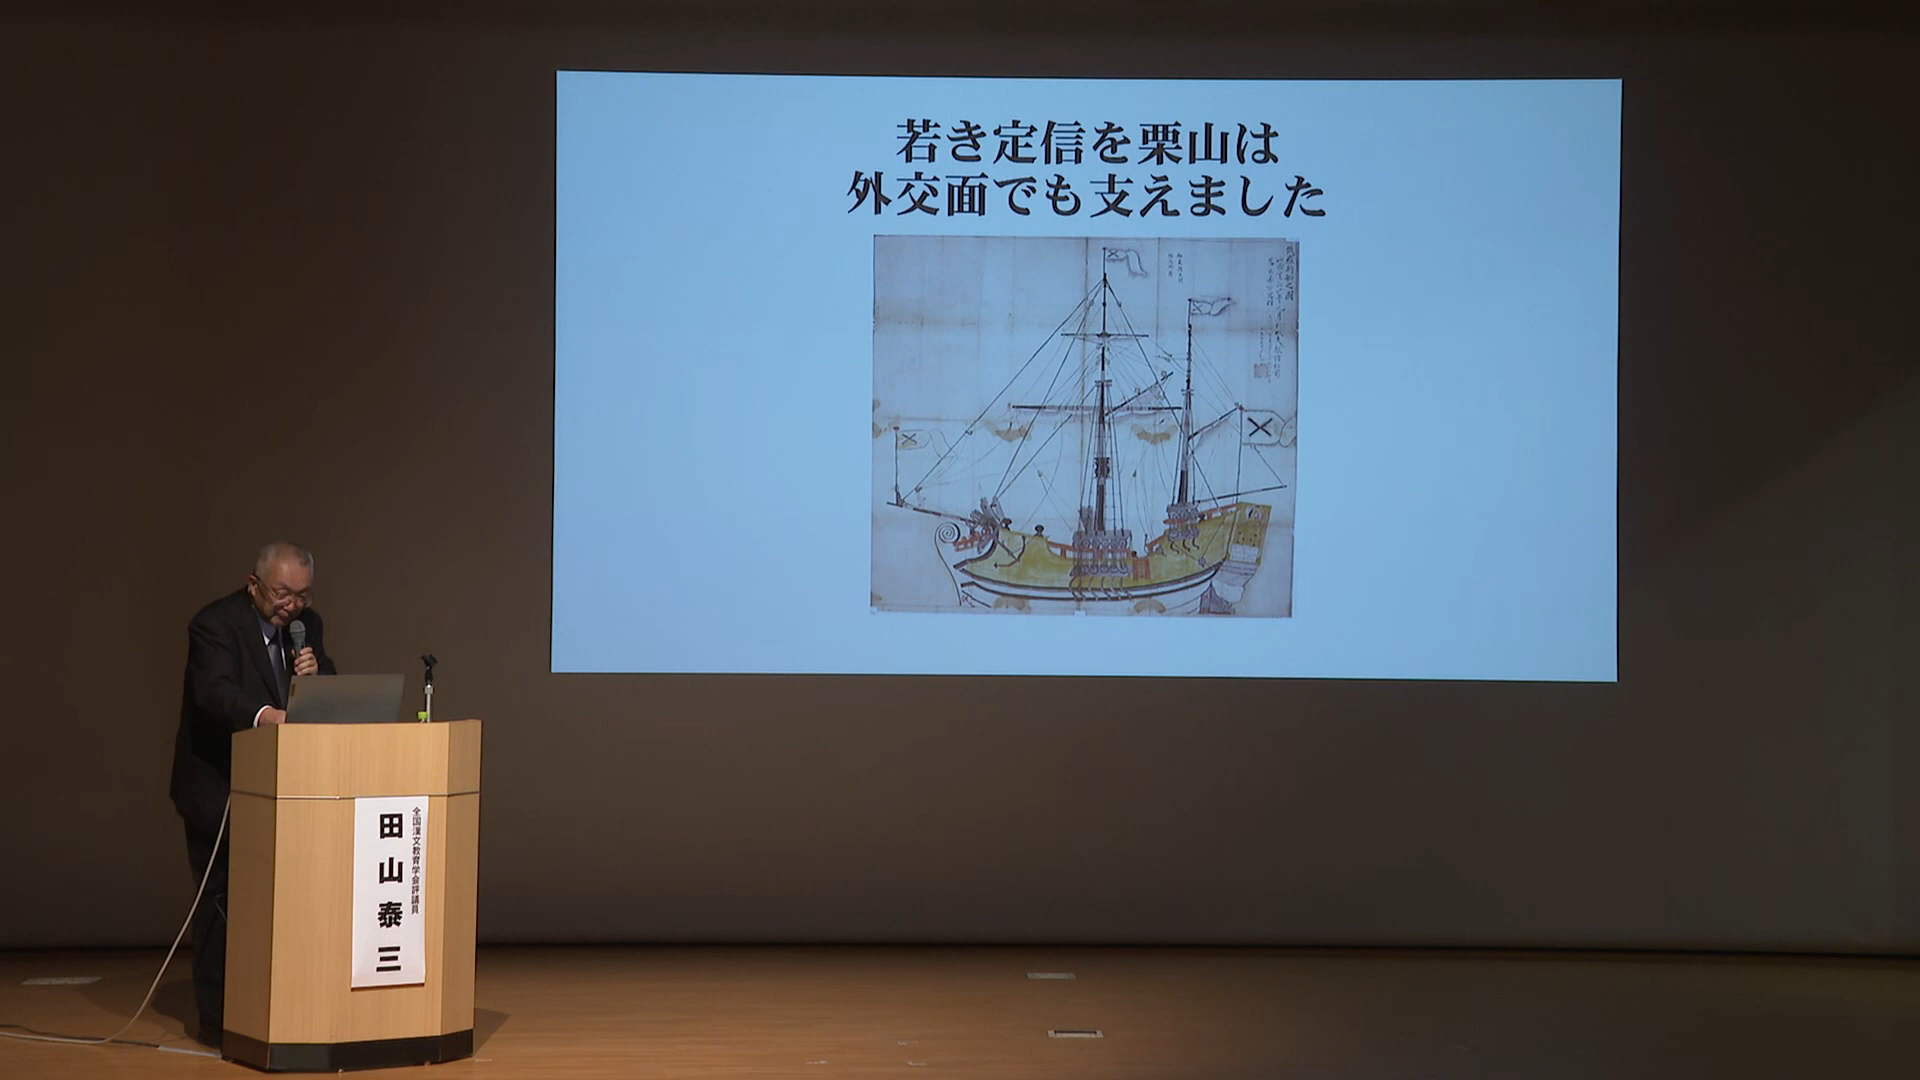 若き定信を栗山は
外交面でも支えました
全国漢文教育学会評議員
田山泰三